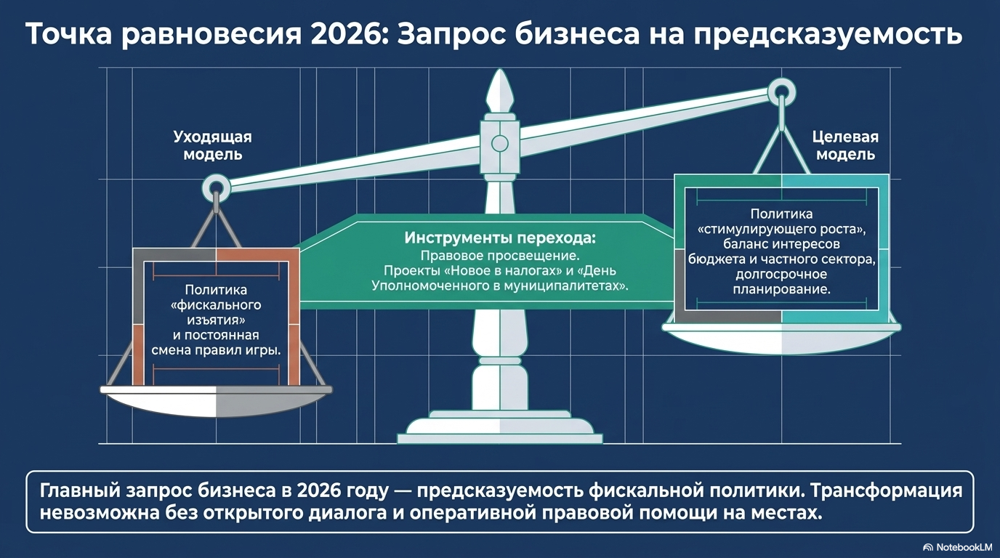 Точка равновесия 2026: Запрос бизнеса на предсказуемость
Уходящая
модель
Целевая
модель
Политика
«фискального
изъятия»
и постоянная
смена правил игры.
Инструменты перехода:
Правовое просвещение.
Проекты «Новое в налогах» и «День
Уполномоченного в муниципалитетах».
Политика
«стимулирующего роста»,
баланс интересов
бюджета и частного сектора,
долгосрочное
планирование.
Главный запрос бизнеса в 2026 году — предсказуемость фискальной политики. Трансформация
невозможна без открытого диалога и оперативной правовой помощи на местах.
NotebookLM